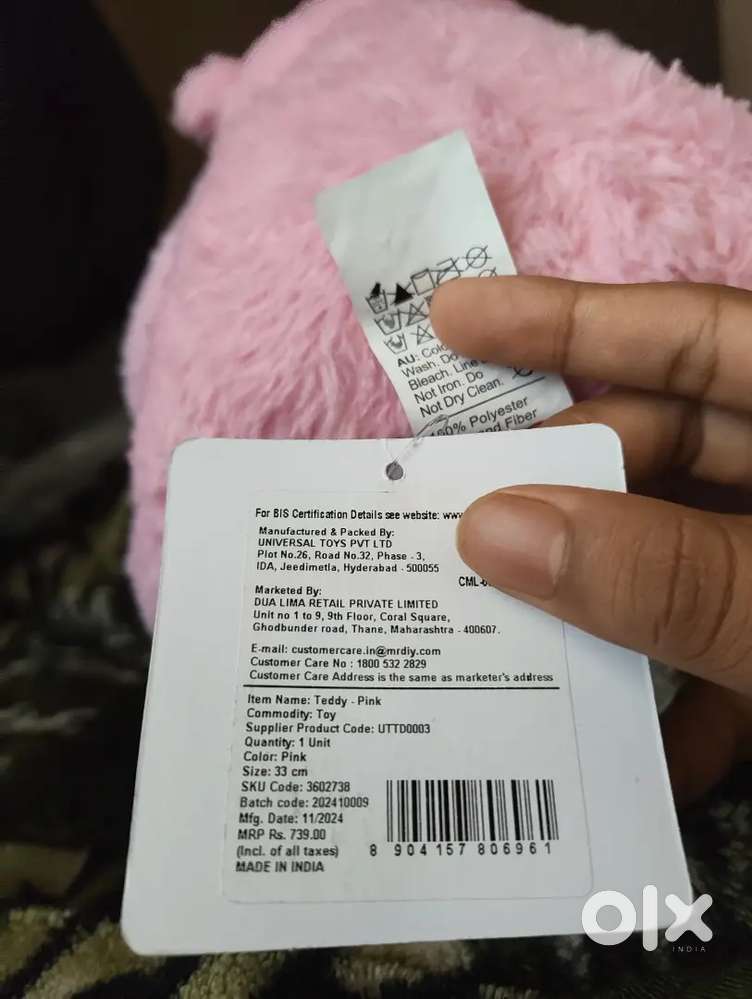 AU: Cold
Wash. Do
Bleach. Line
Not Iron. Do
Not Dry Clean.
Polyester
Fiber
For BIS Certification Details see website: www
Manufactured & Packed By:
UNIVERSAL TOYS PVT LTD
Plot No.26, Road No.32, Phase - 3,
IDA, Jeedimetla, Hyderabad - 500055
CML-
Marketed By:
DUA LIMA RETAIL PRIVATE LIMITED
Unit no 1 to 9, 9th Floor, Coral Square,
Ghodbunder road, Thane, Maharashtra - 400607.
E-mail: customercare.in@mrdiy.com
Customer Care No : 1800 532 2829
Customer Care Address is the same as marketer's address
Item Name: Teddy - Pink
Commodity: Toy
Supplier Product Code: UTTD0003
Quantity: 1 Unit
Color: Pink
Size: 33 cm
SKU Code: 3602738
Batch code: 202410009
Mfg. Date: 11/2024
MRP Rs. 739.00
(Incl. of all taxes)
MADE IN INDIA
8 904157 806961
olx
INDIA